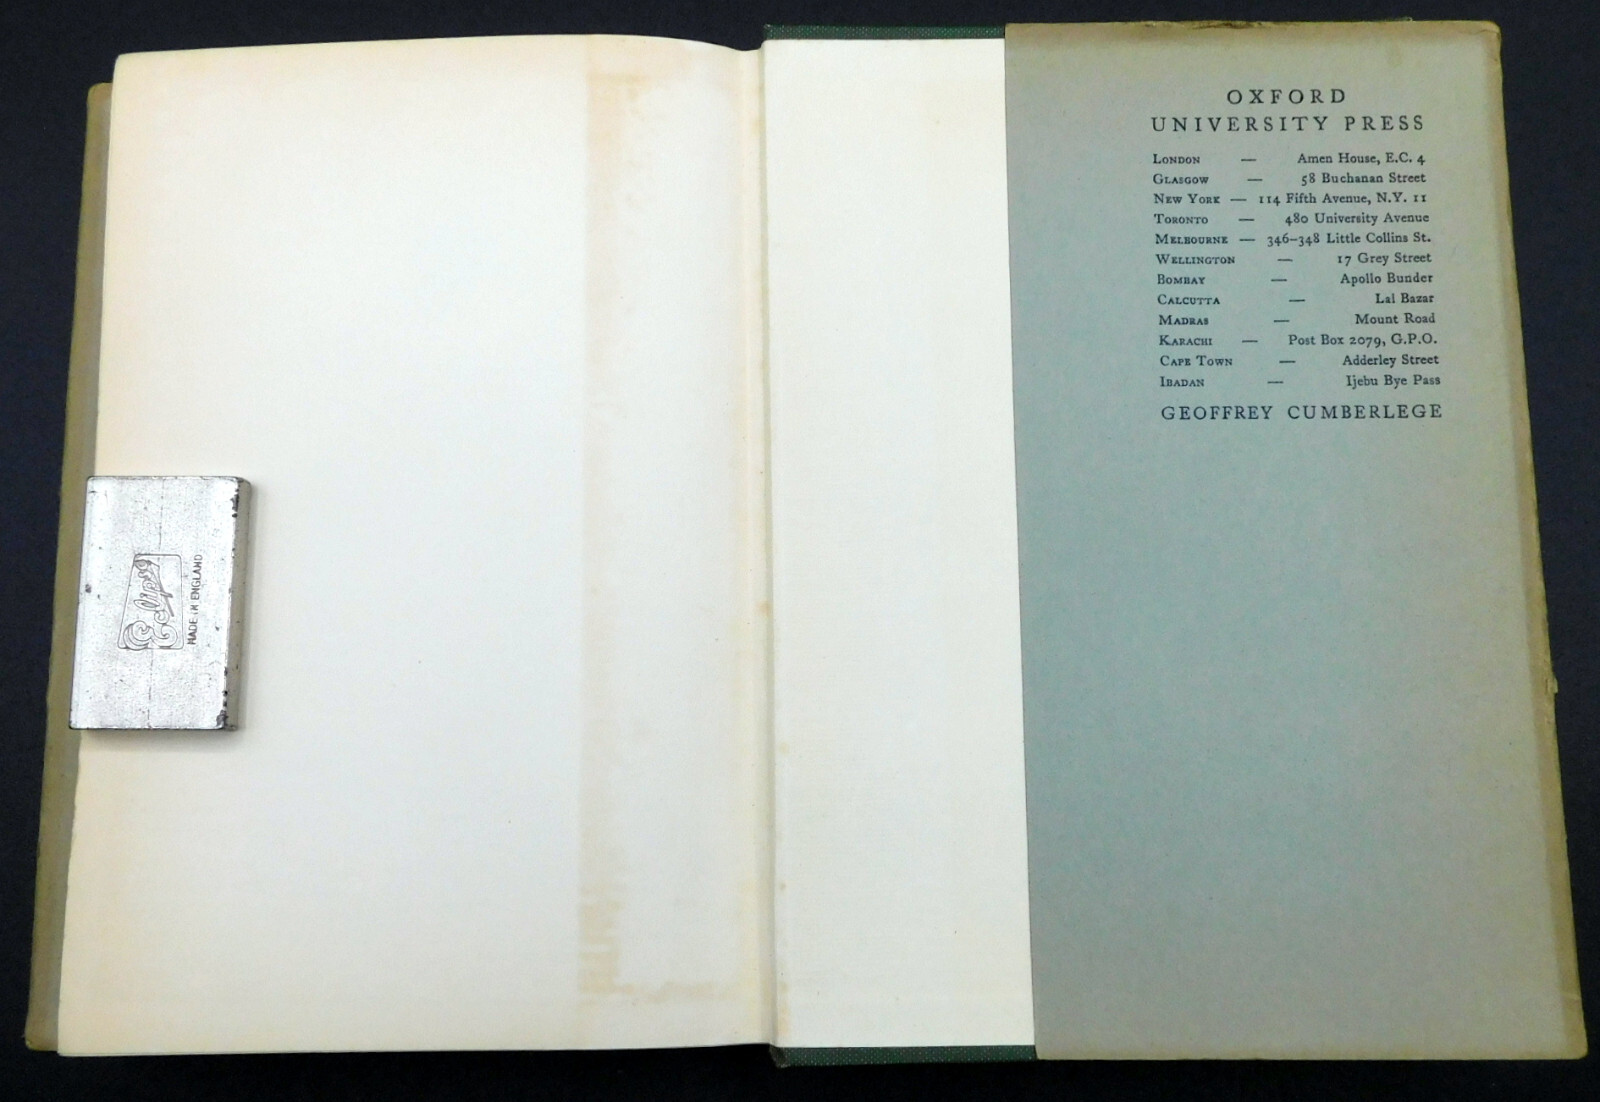 Eclipse
MADE IN ENGLAND
OXFORD
UNIVERSITY PRESS
LONDON — Amen House, E.C. 4
GLASGOW — 58 Buchanan Street
NEW YORK — 114 Fifth Avenue, N.Y. 11
TORONTO — 480 University Avenue
MELBOURNE — 346–348 Little Collins St.
WELLINGTON — 17 Grey Street
BOMBAY — Apollo Bunder
CALCUTTA — Lal Bazar
MADRAS — Mount Road
KARACHI — Post Box 2079, G.P.O.
CAPE TOWN — Adderley Street
IBADAN — Ijebu Bye Pass
GEOFFREY CUMBERLEGE